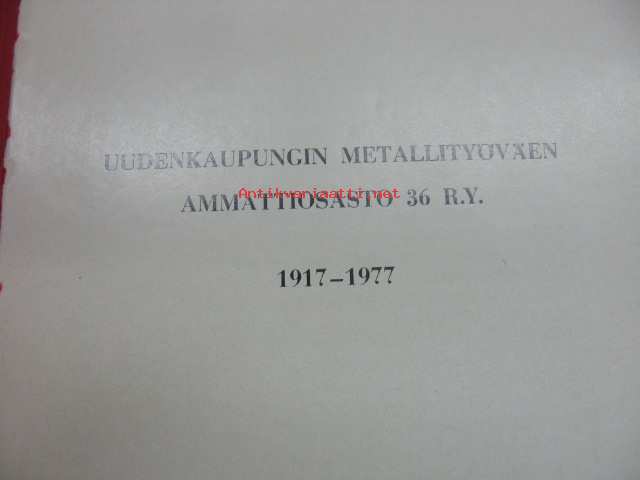 UUDENKAUPUNGIN METALLITYÖVÄEN
Antikvariaatti.net
AMMATTIOSASTO 36 R.Y.
1917–1977